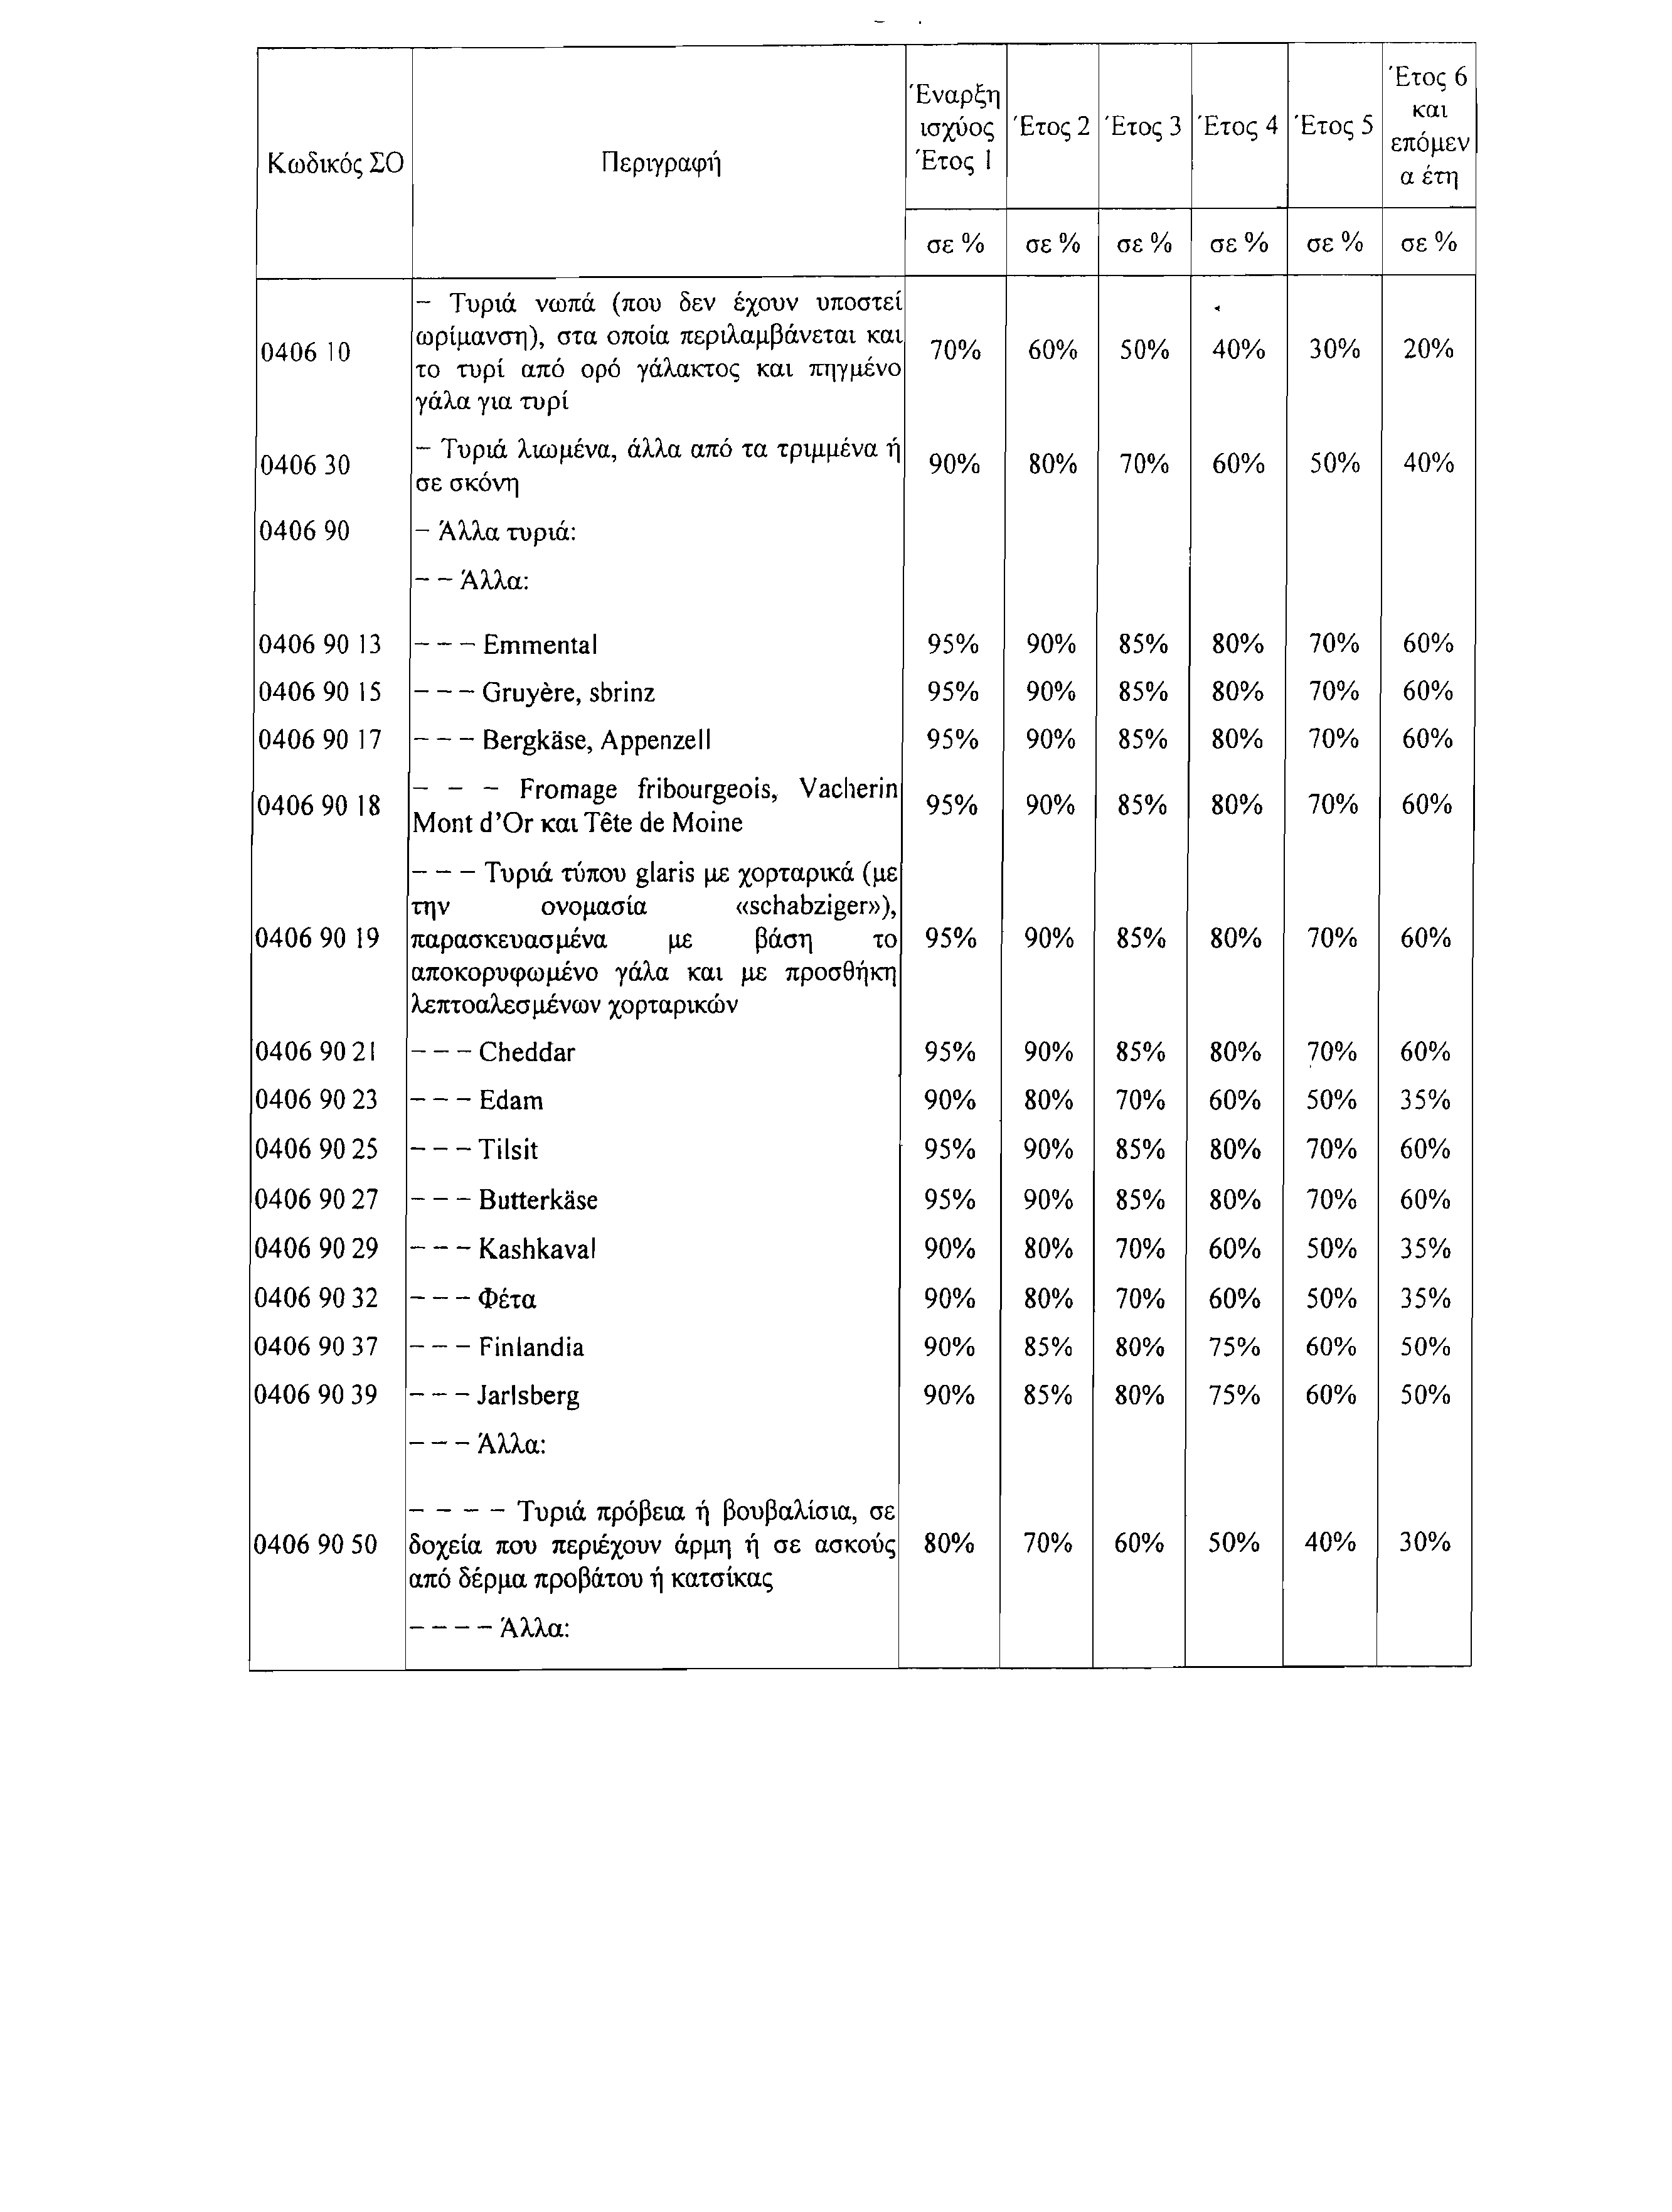 Κωδικός ΣΟ Περιγραφή Έναρξη ισχύος Έτος 1 Έτος 2 Έτος 3 Έτος 4 Έτος 5 Έτος 6 και επόμεν α έτη
σε % σε % σε % σε % σε % σε %
– Τυριά νωπά (που δεν έχουν υποστεί
ωρίμανση), στα οποία περιλαμβάνεται και
0406 10 70% 60% 50% 40% 30% 20%
το τυρί από ορό γάλακτος και πηγμένο
γάλα για τυρί
– Τυριά λιωμένα, άλλα από τα τριμμένα ή
0406 30 90% 80% 70% 60% 50% 40%
σε σκόνη
0406 90 – Άλλα τυριά:
– – Άλλα:
0406 90 13 – – – Emmental 95% 90% 85% 80% 70% 60%
0406 90 15 – – – Gruyère, sbrinz 95% 90% 85% 80% 70% 60%
0406 90 17 – – – Bergkäse, Appenzell 95% 90% 85% 80% 70% 60%
– – – Fromage fribourgeois, Vacherin
0406 90 18 95% 90% 85% 80% 70% 60%
Mont d’Or και Tête de Moine
– – – Τυριά τύπου glaris με χορταρικά (με
την ονομασία «schabziger»),
0406 90 19 παρασκευασμένα με βάση το 95% 90% 85% 80% 70% 60%
αποκορυφωμένο γάλα και με προσθήκη
λεπτοαλεσμένων χορταρικών
0406 90 21 – – – Cheddar 95% 90% 85% 80% 70% 60%
0406 90 23 – – – Edam 90% 80% 70% 60% 50% 35%
0406 90 25 – – – Tilsit 95% 90% 85% 80% 70% 60%
0406 90 27 – – – Butterkäse 95% 90% 85% 80% 70% 60%
0406 90 29 – – – Kashkaval 90% 80% 70% 60% 50% 35%
0406 90 32 – – – Φέτα 90% 80% 70% 60% 50% 35%
0406 90 37 – – – Finlandia 90% 85% 80% 75% 60% 50%
0406 90 39 – – – Jarlsberg 90% 85% 80% 75% 60% 50%
– – – Άλλα:
– – – – Τυριά πρόβεια ή βουβαλίσια, σε
0406 90 50 δοχεία που περιέχουν άρμη ή σε ασκούς 80% 70% 60% 50% 40% 30%
από δέρμα προβάτου ή κατσίκας
– – – – Άλλα: